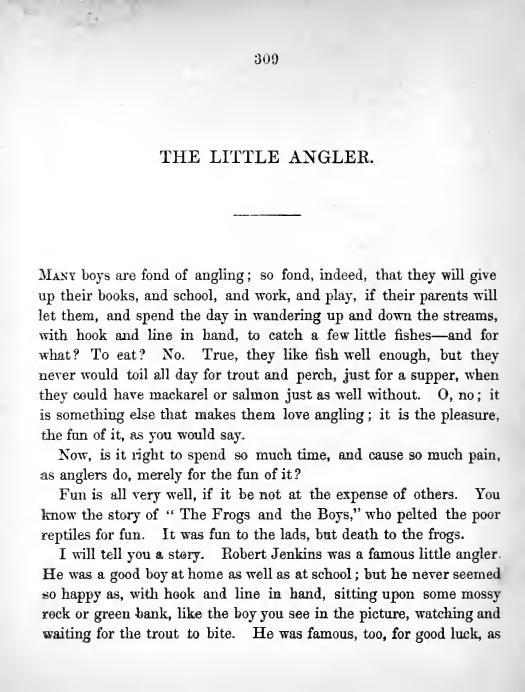 309
THE LITTLE ANGLER.
MANY boys are fond of angling; so fond, indeed, that they will give
up their books, and school, and work, and play, if their parents will
let them, and spend the day in wandering up and down the streams,
with hook and line in hand, to catch a few little fishes—and for
what? To eat? No. True, they like fish well enough, but they
never would toil all day for trout and perch, just for a supper, when
they could have mackarel or salmon just as well without. O, no; it
is something else that makes them love angling; it is the pleasure,
the fun of it, as you would say.
Now, is it right to spend so much time, and cause so much pain,
as anglers do, merely for the fun of it?
Fun is all very well, if it be not at the expense of others. You
know the story of " The Frogs and the Boys," who pelted the poor
reptiles for fun. It was fun to the lads, but death to the frogs.
I will tell you a story. Robert Jenkins was a famous little angler.
He was a good boy at home as well as at school; but he never seemed
so happy as, with hook and line in hand, sitting upon some mossy
rock or green bank, like the boy you see in the picture, watching and
waiting for the trout to bite. He was famous, too, for good luck, as